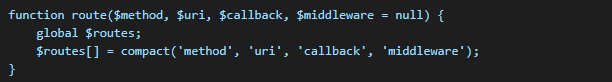 function route($method, $uri, $callback, $middleware = null) {
    global $routes;
    $routes[] = compact('method', 'uri', 'callback', 'middleware');
}